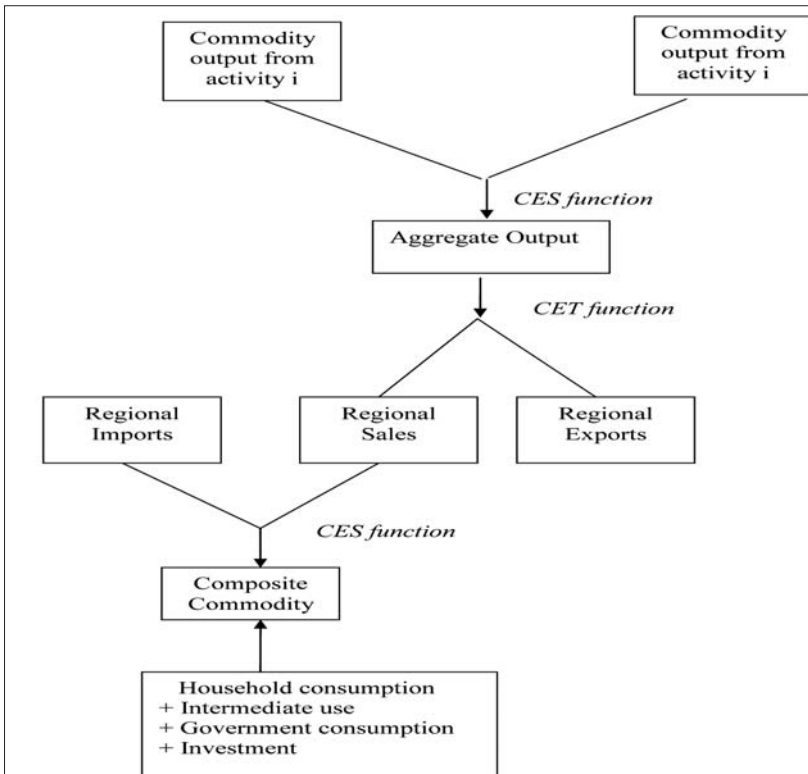 Commodity
output from
activity i
Commodity
output from
activity i
CES function
Aggregate Output
CET function
Regional
Imports
Regional
Sales
Regional
Exports
CES function
Composite
Commodity
Household consumption
+ Intermediate use
+ Government consumption
+ Investment